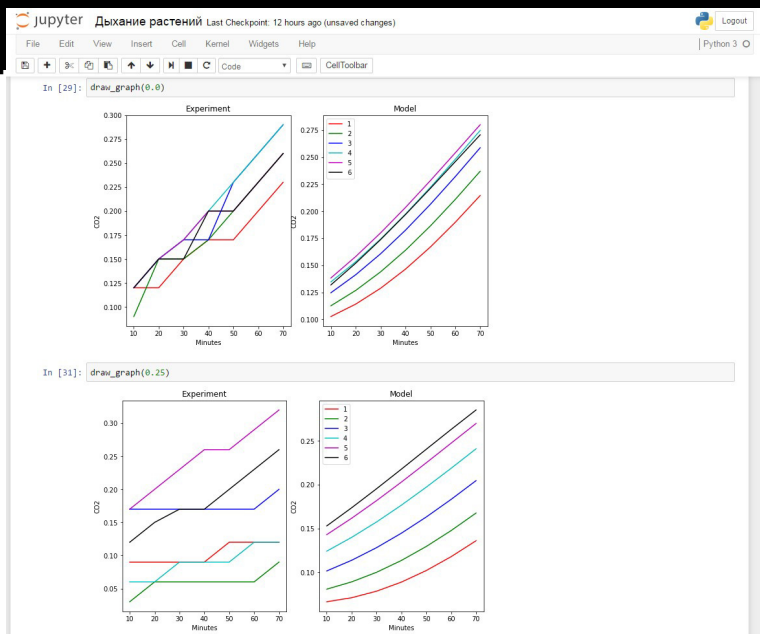 jupyter Дыхание растений Last Checkpoint: 12 hours ago (unsaved changes)
Logout
File Edit View Insert Cell Kernel Widgets Help
Python 3
Code
CellToolbar
In [29]: draw_graph(0.0)
Experiment
0.300
0.275
0.250
0.225
0.200
0.175
0.150
0.125
0.100
CO2
10 20 30 40 50 60 70
Minutes
Model
1
2
3
4
5
6
0.275
0.250
0.225
0.200
0.175
0.150
0.125
0.100
CO2
10 20 30 40 50 60 70
Minutes
In [31]: draw_graph(0.25)
Experiment
0.30
0.25
0.20
0.15
0.10
0.05
CO2
10 20 30 40 50 60 70
Minutes
Model
1
2
3
4
5
6
0.25
0.20
0.15
0.10
CO2
10 20 30 40 50 60 70
Minutes